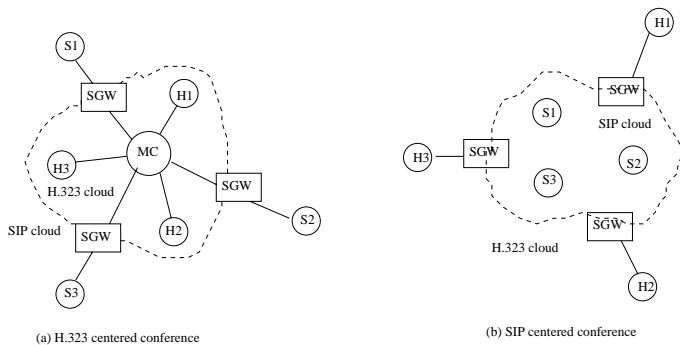 S1
SGW
H1
MC
H3
H.323 cloud
SGW
S2
SIP cloud
SGW
H2
S3
(a) H.323 centered conference
H1
SGW
S1
SIP cloud
H3
SGW
S2
S3
SGW
H.323 cloud
H2
(b) SIP centered conference